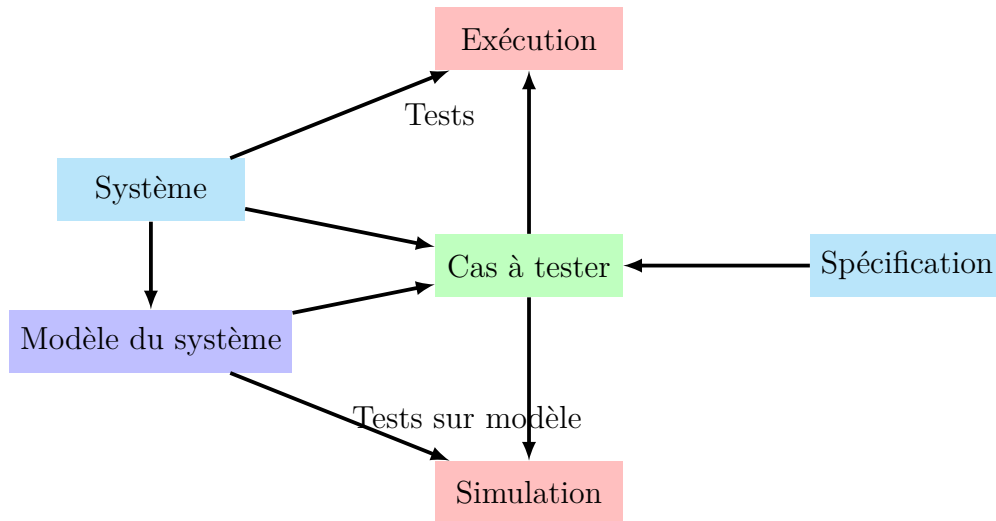 Exécution
Tests
Système
Cas à tester
Spécification
Modèle du système
Tests sur modèle
Simulation